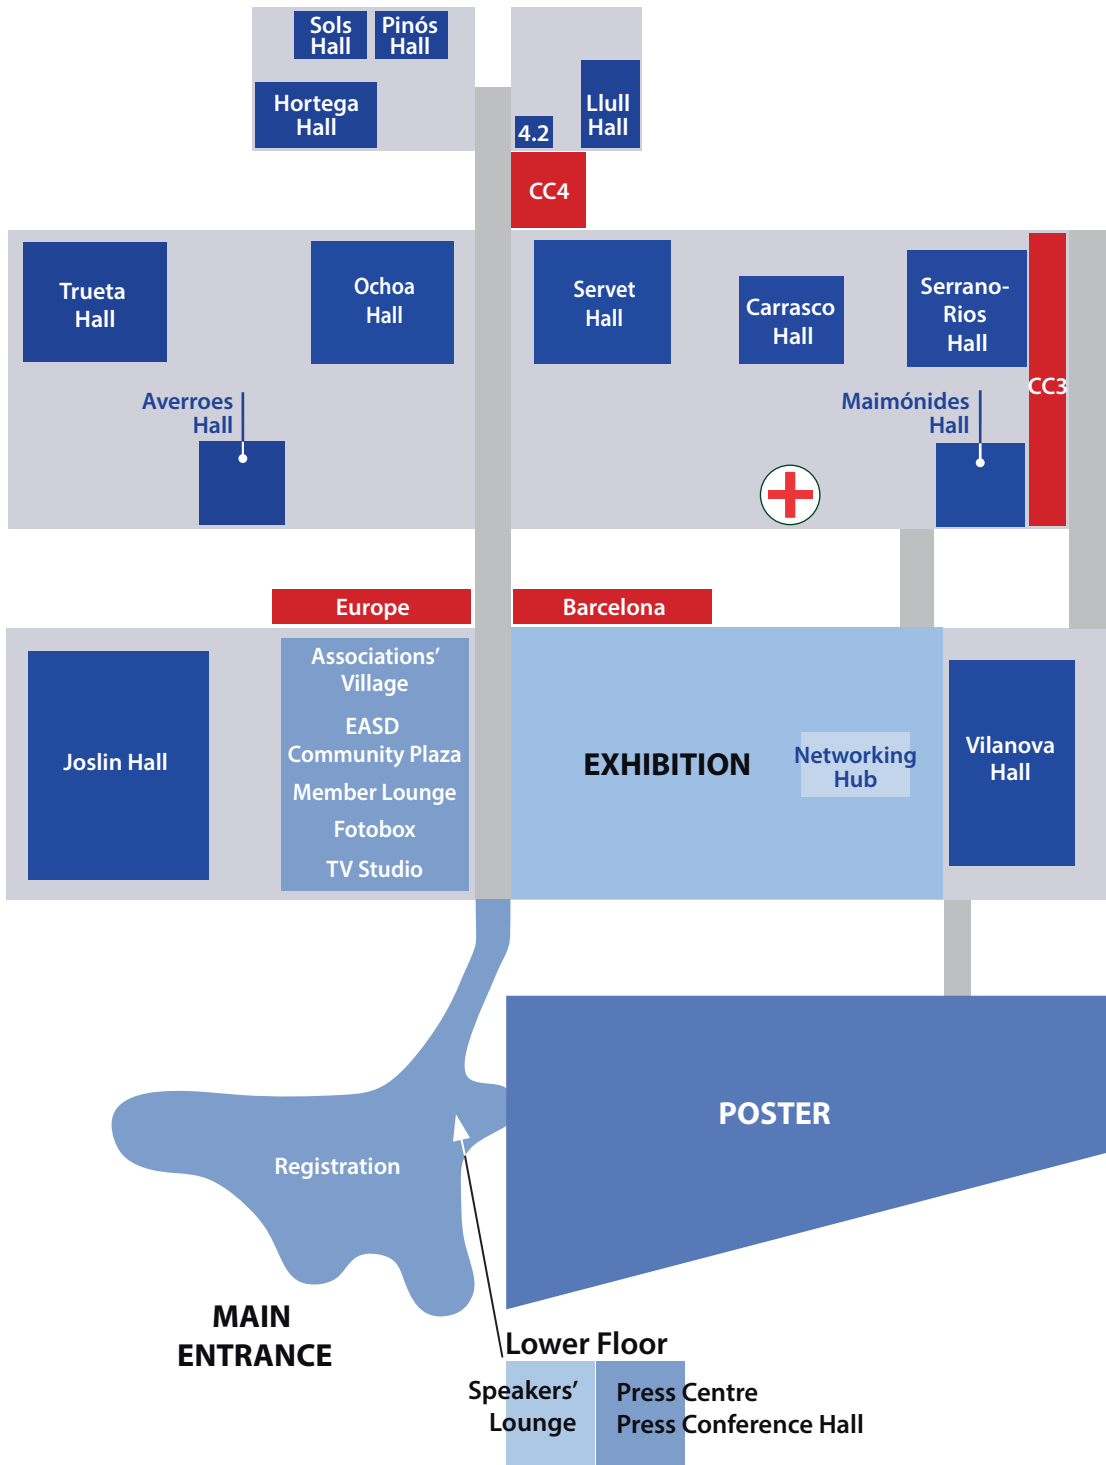 Sols
Hall
Pinós
Hall
Hortega
Hall
Llull
Hall
4.2
CC4
Trueta
Hall
Ochoa
Hall
Servet
Hall
Carrasco
Hall
Serrano-
Rios
Hall
CC3
Averroes
Hall
Maimónides
Hall
Europe
Barcelona
Joslin Hall
Associations’
Village
EASD
Community Plaza
Member Lounge
Fotobox
TV Studio
EXHIBITION
Networking
Hub
Vilanova
Hall
POSTER
Registration
MAIN
ENTRANCE
Lower Floor
Speakers’
Lounge
Press Centre
Press Conference Hall